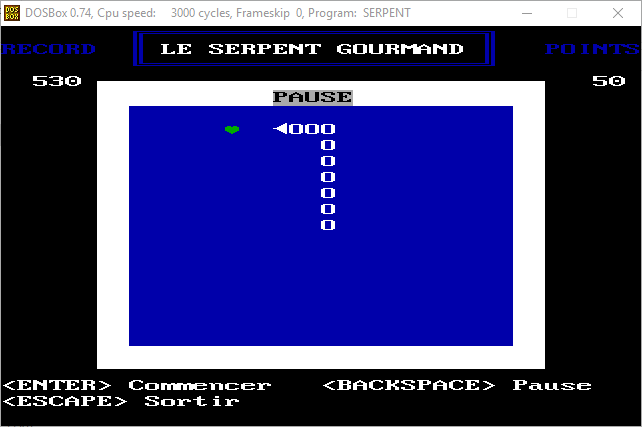 DOSBox 0.74, Cpu speed: 3000 cycles, Frameskip 0, Program: SERPENT
RECORD LE SERPENT GOURMAND POINTS
530 50
PAUSE
<ENTER> Commencer <BACKSPACE> Pause
<ESCAPE> Sortir